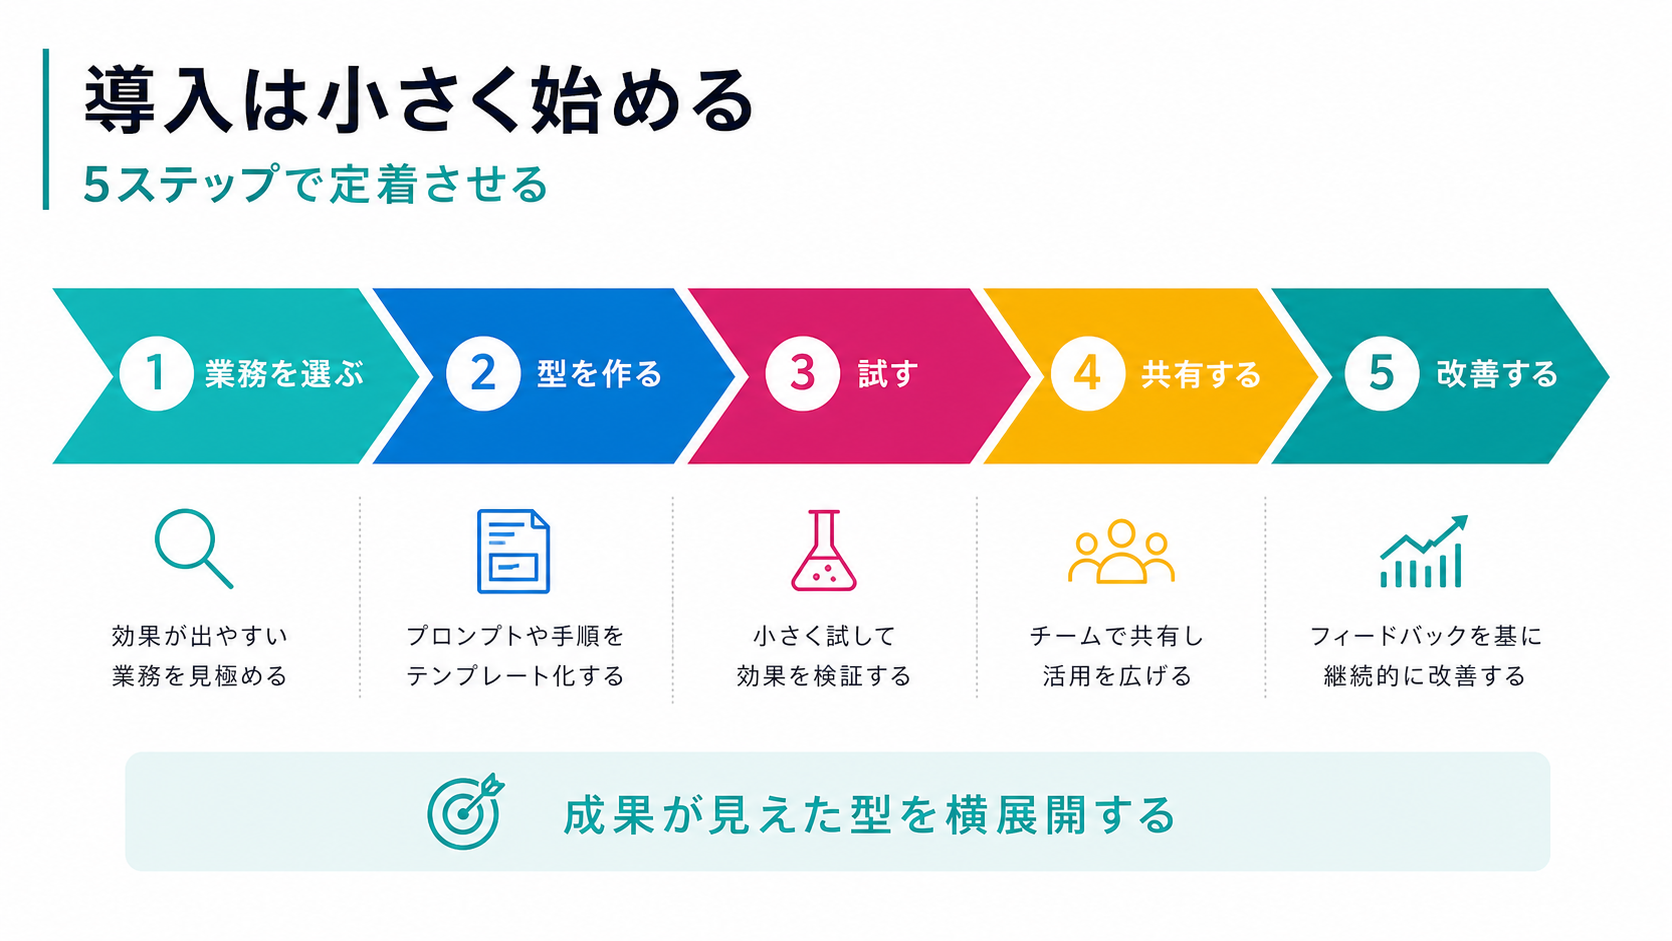 導入は小さく始める
5ステップで定着させる
1 業務を選ぶ
2 型を作る
3 試す
4 共有する
5 改善する
効果が出やすい
業務を見極める
プロンプトや手順を
テンプレート化する
小さく試して
効果を検証する
チームで共有し
活用を広げる
フィードバックを基に
継続的に改善する
成果が見えた型を横展開する